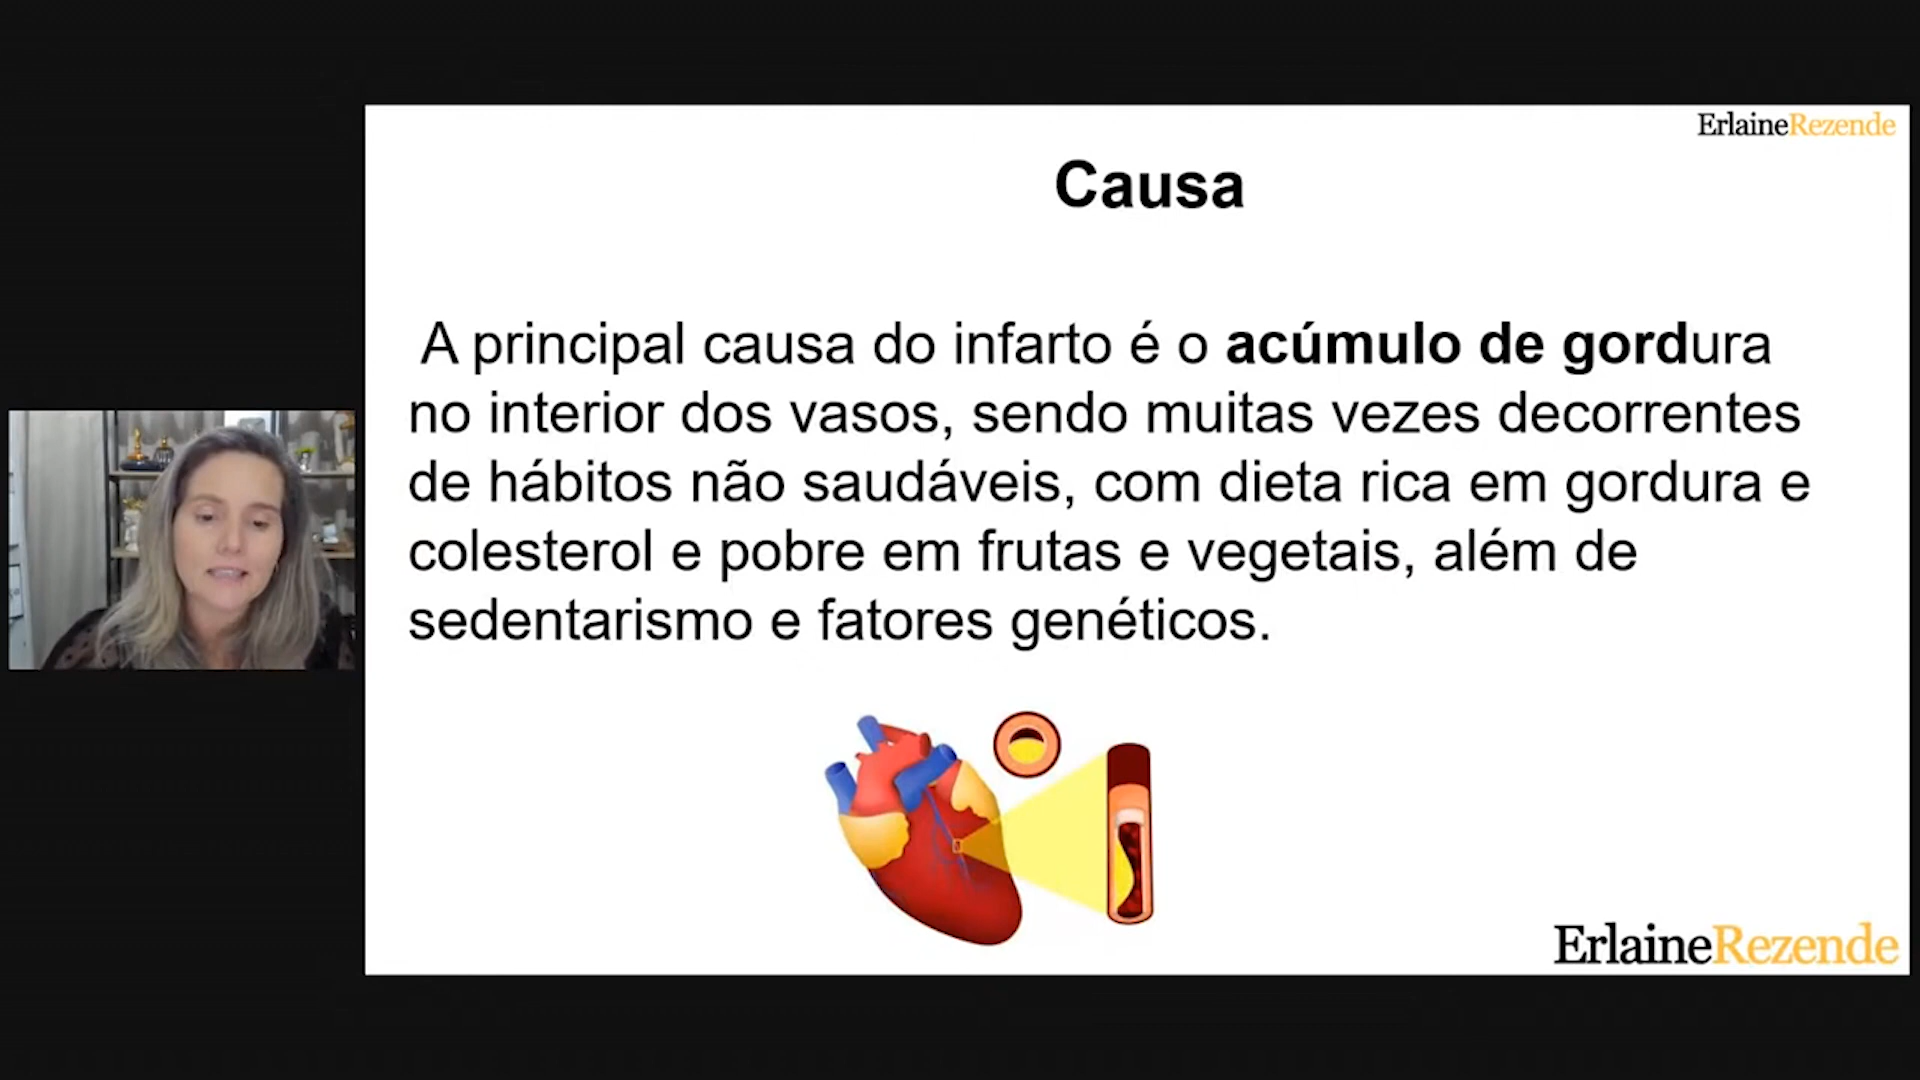 ErlaineRezende
Causa
A principal causa do infarto é o acúmulo de gordura
no interior dos vasos, sendo muitas vezes decorrentes
de hábitos não saudáveis, com dieta rica em gordura e
colesterol e pobre em frutas e vegetais, além de
sedentarismo e fatores genéticos.
ErlaineRezende